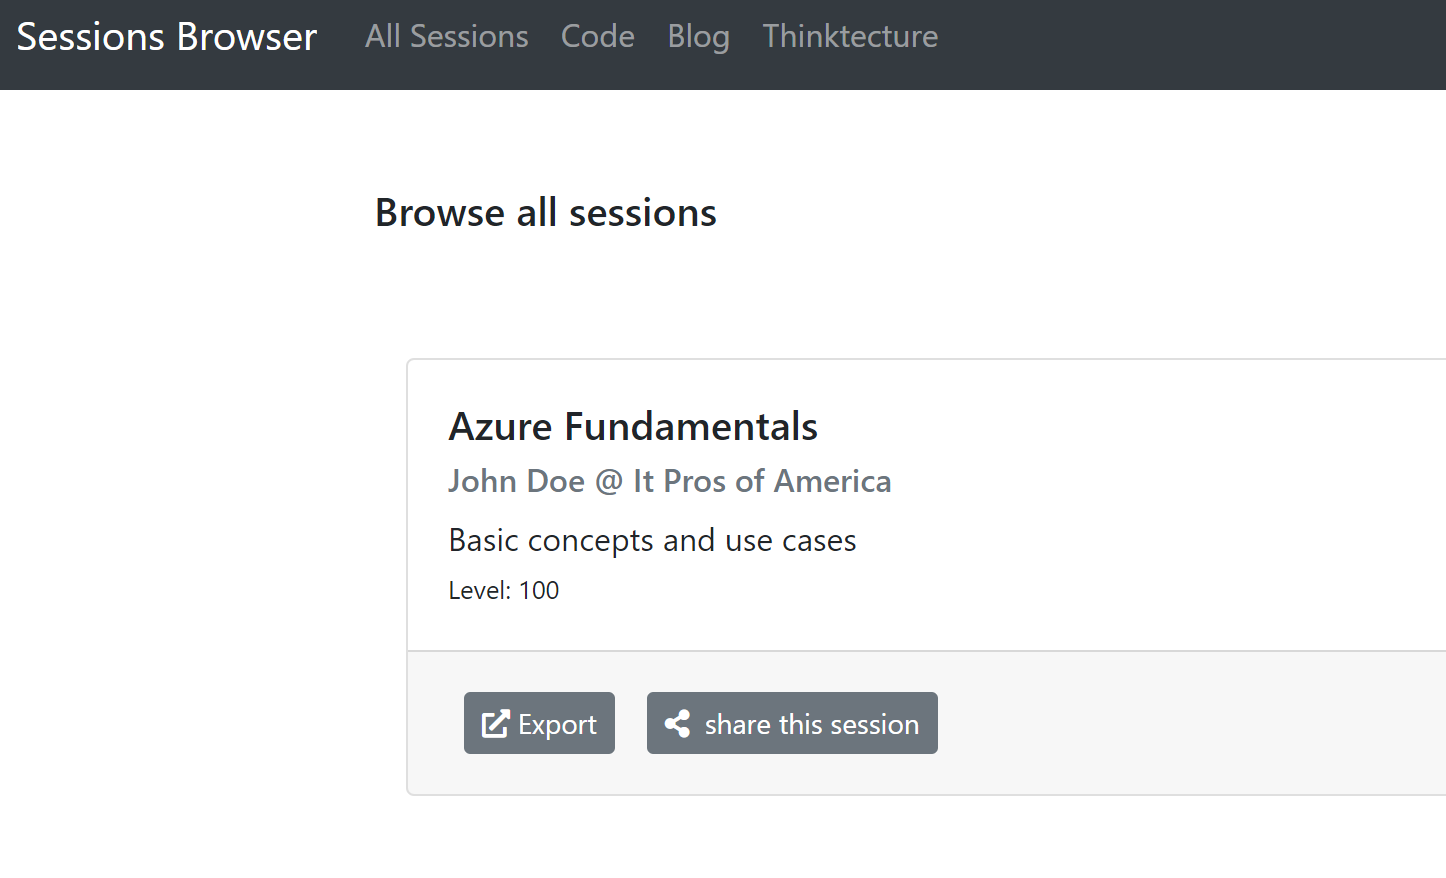 Sessions Browser All Sessions Code Blog Thinktecture
Browse all sessions
Azure Fundamentals
John Doe @ It Pros of America
Basic concepts and use cases
Level: 100
Export share this session